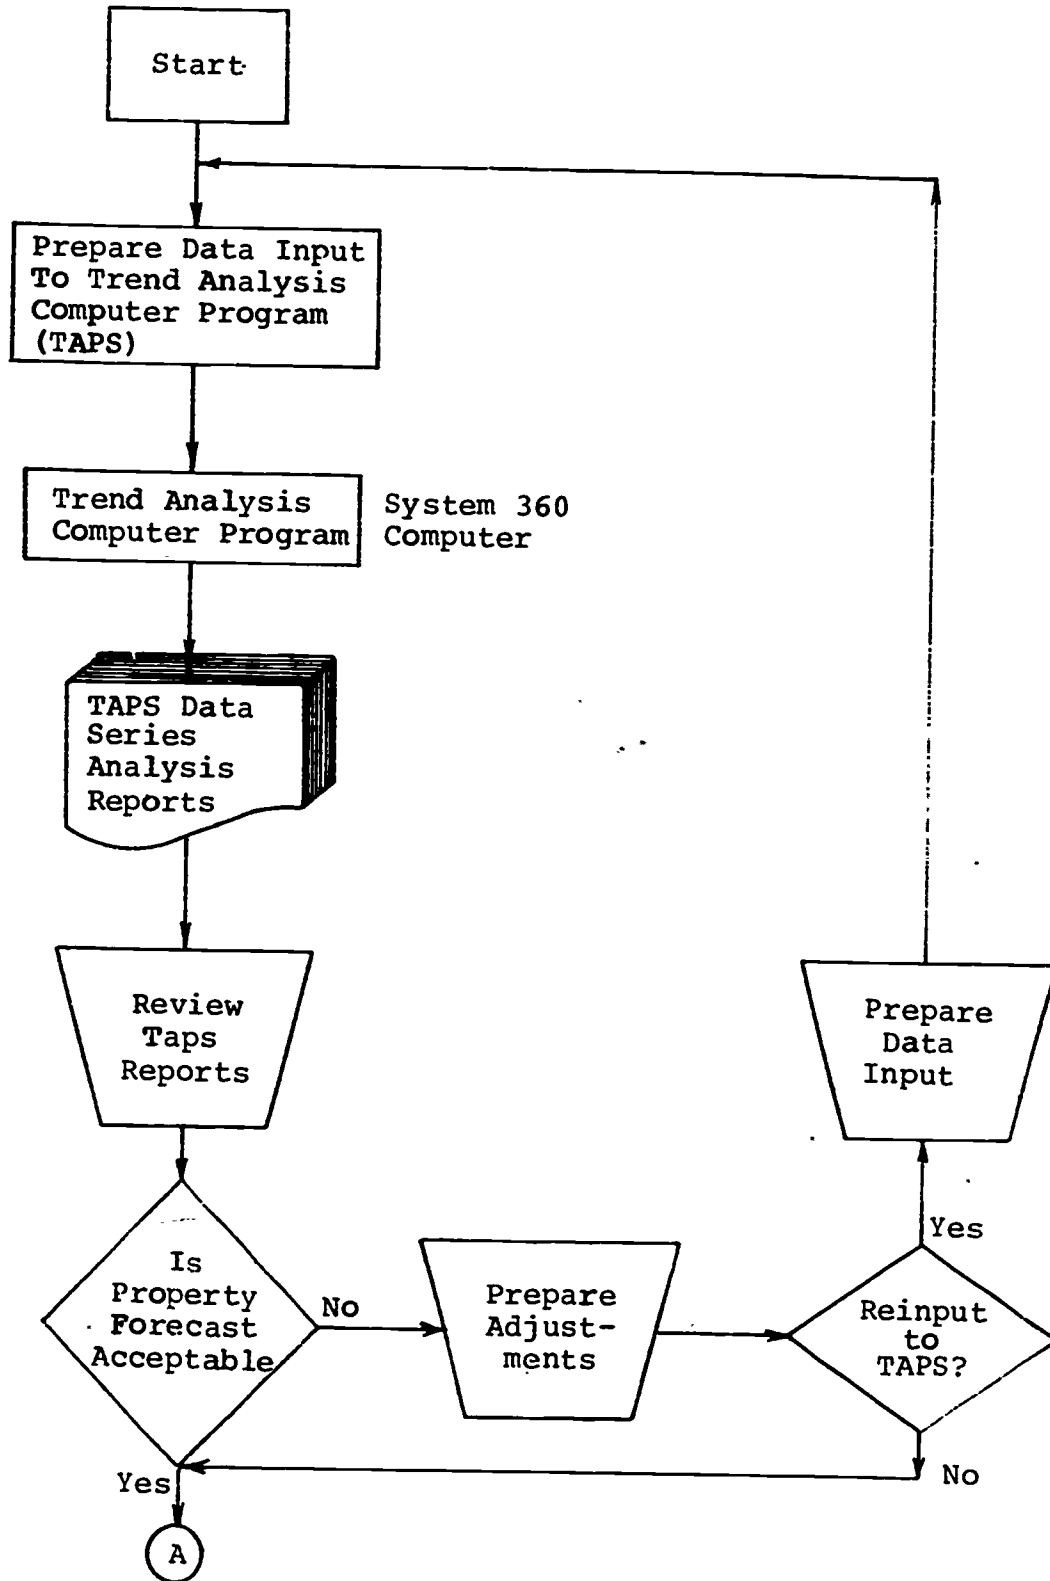 Start
Prepare Data Input
To Trend Analysis
Computer Program
(TAPS)
Trend Analysis
Computer Program
System 360
Computer
TAPS Data
Series
Analysis
Reports
Review
Taps
Reports
Is
Property
Forecast
Acceptable
No
Yes
Prepare
Adjust-
ments
Reinput
to
TAPS?
Yes
No
Prepare
Data
Input
A